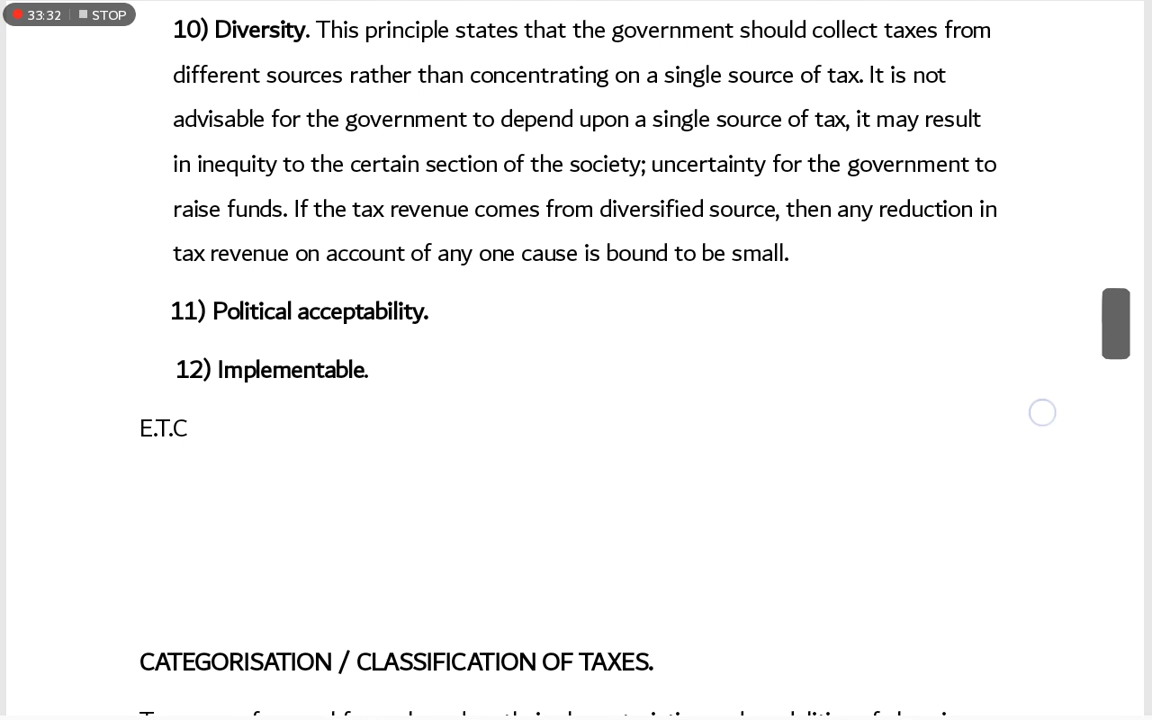 33:32 STOP
10) Diversity. This principle states that the government should collect taxes from
different sources rather than concentrating on a single source of tax. It is not
advisable for the government to depend upon a single source of tax, it may result
in inequity to the certain section of the society; uncertainty for the government to
raise funds. If the tax revenue comes from diversified source, then any reduction in
tax revenue on account of any one cause is bound to be small.
11) Political acceptability.
12) Implementable.
E.T.C
CATEGORISATION / CLASSIFICATION OF TAXES.